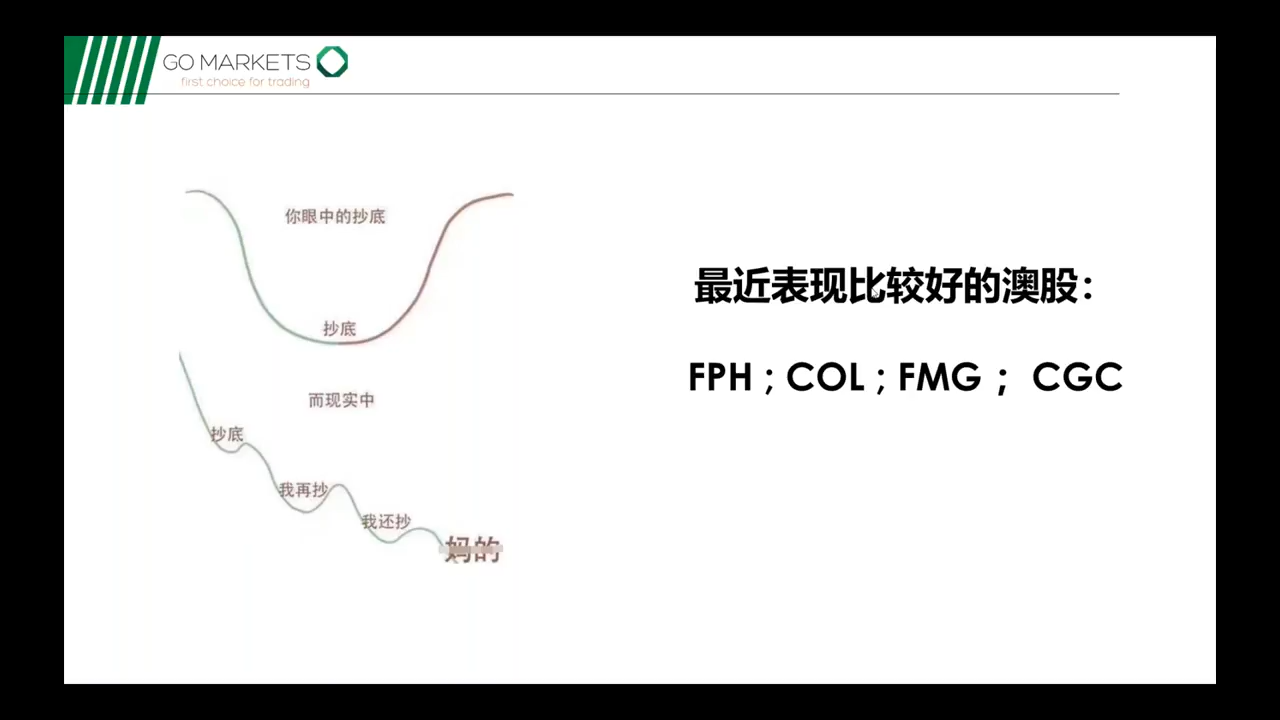 GO MARKETS
first choice for trading
你眼中的抄底
抄底
而现实中
抄底
我再抄
我还抄
妈的
最近表现比较好的澳股：
FPH ; COL ; FMG ； CGC